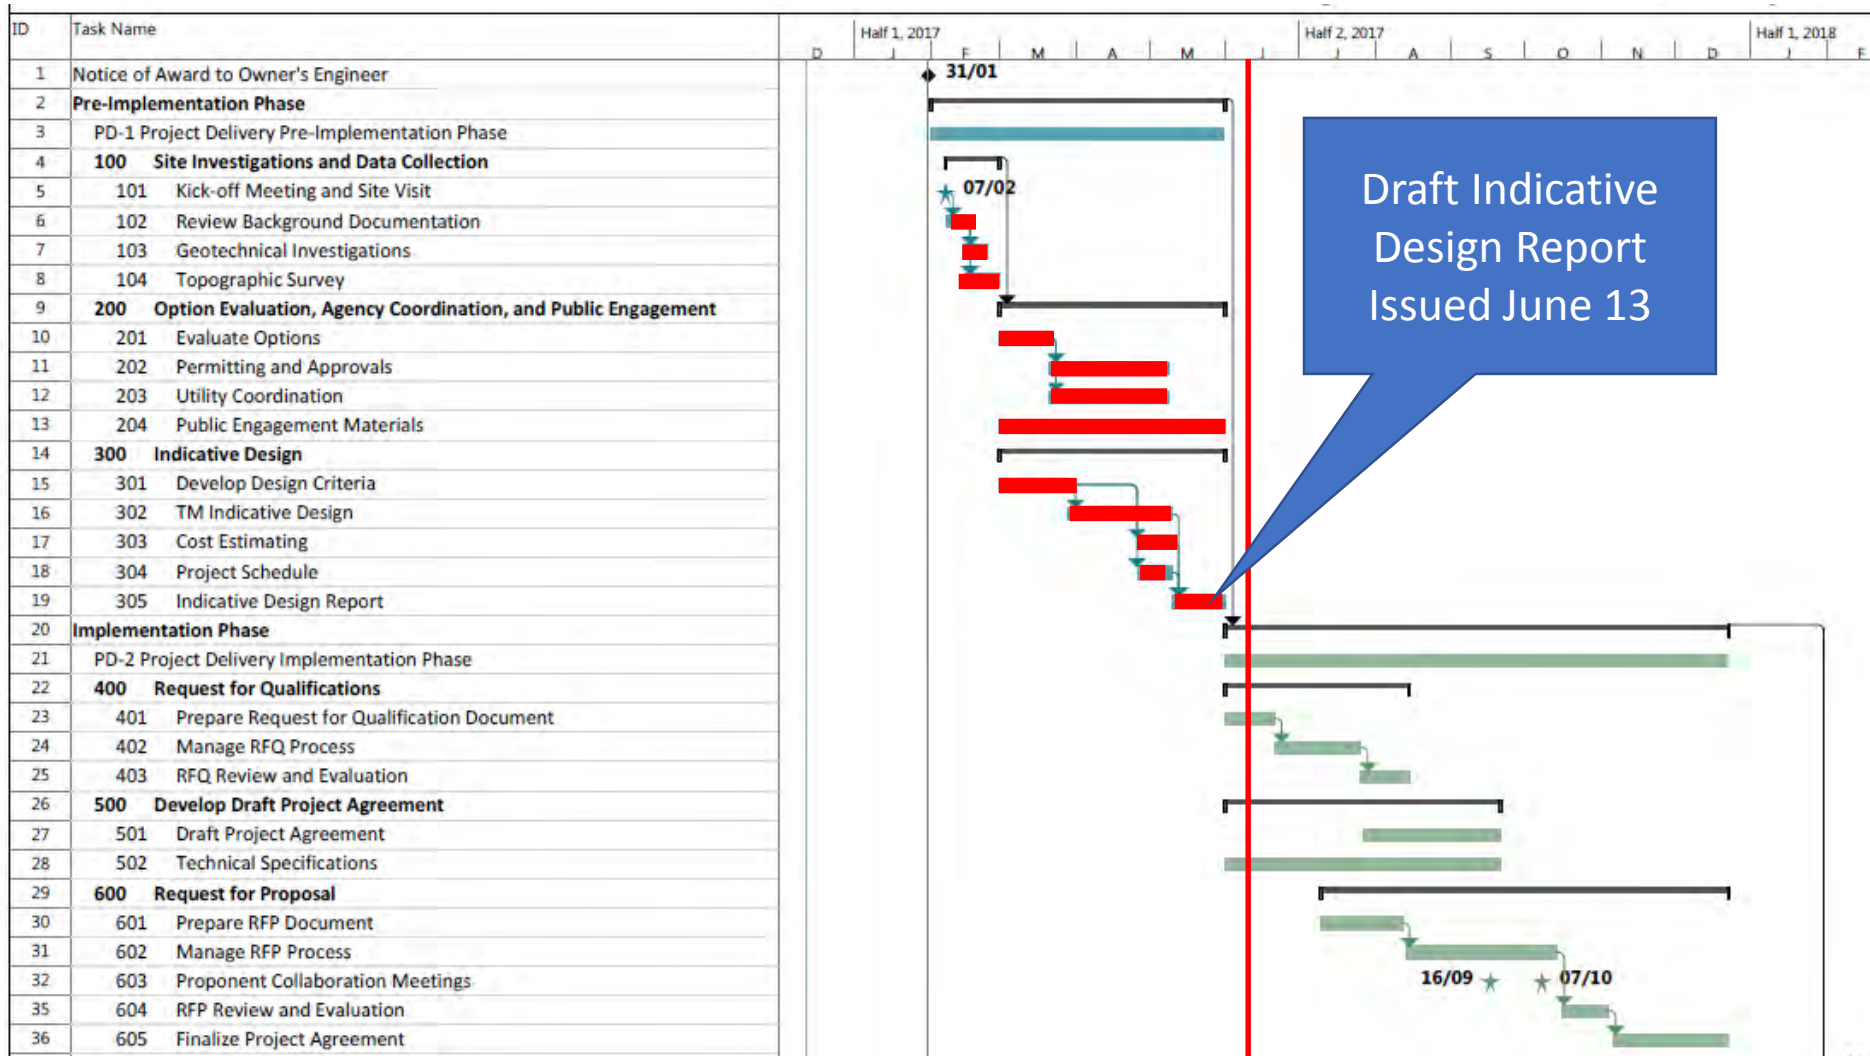 ID Task Name Half 1, 2017 Half 2, 2017 Half 1, 2018
D J F M A M J J A S O N D J F
1 Notice of Award to Owner's Engineer 31/01
2 Pre-Implementation Phase
3 PD-1 Project Delivery Pre-Implementation Phase
4 100 Site Investigations and Data Collection
5 101 Kick-off Meeting and Site Visit 07/02
6 102 Review Background Documentation
7 103 Geotechnical Investigations
8 104 Topographic Survey
9 200 Option Evaluation, Agency Coordination, and Public Engagement
10 201 Evaluate Options
11 202 Permitting and Approvals
12 203 Utility Coordination
13 204 Public Engagement Materials
14 300 Indicative Design
15 301 Develop Design Criteria
16 302 TM Indicative Design
17 303 Cost Estimating
18 304 Project Schedule
19 305 Indicative Design Report
20 Implementation Phase
21 PD-2 Project Delivery Implementation Phase
22 400 Request for Qualifications
23 401 Prepare Request for Qualification Document
24 402 Manage RFQ Process
25 403 RFQ Review and Evaluation
26 500 Develop Draft Project Agreement
27 501 Draft Project Agreement
28 502 Technical Specifications
29 600 Request for Proposal
30 601 Prepare RFP Document
31 602 Manage RFP Process
32 603 Proponent Collaboration Meetings 16/09 07/10
35 604 RFP Review and Evaluation
36 605 Finalize Project Agreement
Draft Indicative
Design Report
Issued June 13